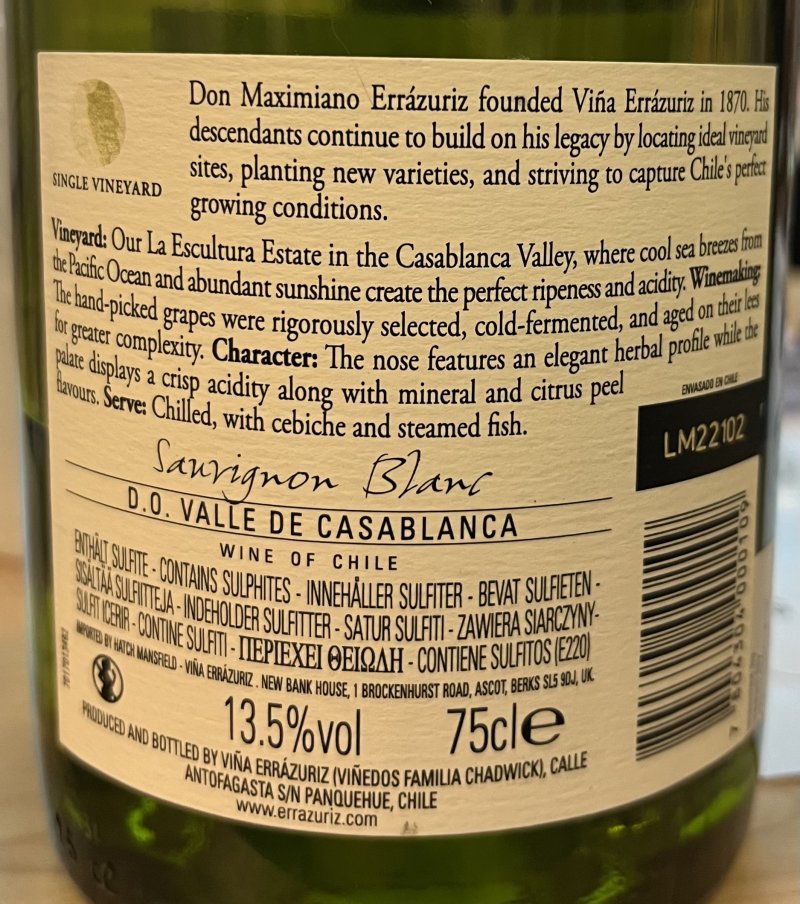 Don Maximiano Errázuriz founded Viña Errázuriz in 1870. His
descendants continue to build on his legacy by locating ideal vineyard
sites, planting new varieties, and striving to capture Chile's perfect
growing conditions.
SINGLE VINEYARD
Vineyard: Our La Escultura Estate in the Casablanca Valley, where cool sea breezes from
the Pacific Ocean and abundant sunshine create the perfect ripeness and acidity. Winemaking:
The hand-picked grapes were rigorously selected, cold-fermented, and aged on their lees
for greater complexity. Character: The nose features an elegant herbal profile while the
palate displays a crisp acidity along with mineral and citrus peel
flavours. Serve: Chilled, with cebiche and steamed fish.
ENVASADO EN CHILE
LM22102
Sauvignon Blanc
D.O. VALLE DE CASABLANCA
WINE OF CHILE
ENTHÄLT SULFITE - CONTAINS SULPHITES - INNEHÅLLER SULFITER - BEVAT SULFIETEN -
SISÄLTÄÄ SULFIITTEJA - INDEHOLDER SULFITTER - SATUR SULFITI - ZAWIERA SIARCZYNY-
SULFIT ICERIR - CONTINE SULFITI - ΠΕΡΙΕΧΕΙ ΘΕΙΩΔΗ - CONTIENE SULFITOS (E220)
IMPORTED BY HATCH MANSFIELD - VIÑA ERRÁZURIZ . NEW BANK HOUSE, 1 BROCKENHURST ROAD, ASCOT, BERKS SL5 9DJ, UK
13.5%vol 75cl e
PRODUCED AND BOTTLED BY VIÑA ERRÁZURIZ (VIÑEDOS FAMILIA CHADWICK), CALLE
ANTOFAGASTA S/N PANQUEHUE, CHILE
www.errazuriz.com
7 804304 000109